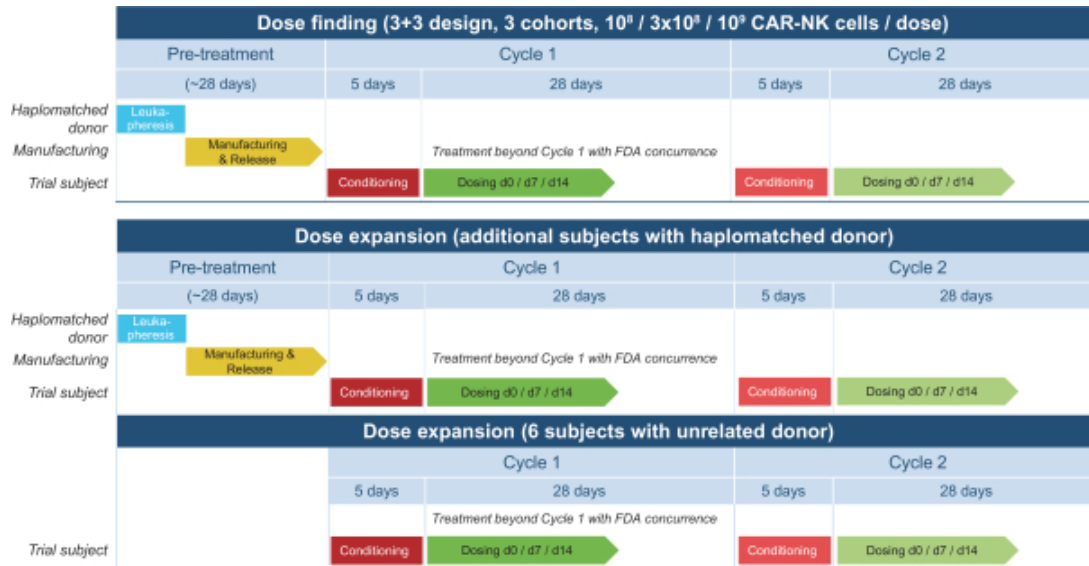 Dose finding (3+3 design, 3 cohorts, 10⁸ / 3x10⁸ / 10⁹ CAR-NK cells / dose)
Pre-treatment Cycle 1 Cycle 2
(~28 days) 5 days 28 days 5 days 28 days
Haplomatched
donor
Leuka-
pheresis
Manufacturing
Manufacturing
& Release
Treatment beyond Cycle 1 with FDA concurrence
Trial subject
Conditioning Dosing d0 / d7 / d14 Conditioning Dosing d0 / d7 / d14
Dose expansion (additional subjects with haplomatched donor)
Pre-treatment Cycle 1 Cycle 2
(~28 days) 5 days 28 days 5 days 28 days
Haplomatched
donor
Leuka-
pheresis
Manufacturing
Manufacturing &
Release
Treatment beyond Cycle 1 with FDA concurrence
Trial subject
Conditioning Dosing d0 / d7 / d14 Conditioning Dosing d0 / d7 / d14
Dose expansion (6 subjects with unrelated donor)
Cycle 1 Cycle 2
5 days 28 days 5 days 28 days
Treatment beyond Cycle 1 with FDA concurrence
Trial subject
Conditioning Dosing d0 / d7 / d14 Conditioning Dosing d0 / d7 / d14